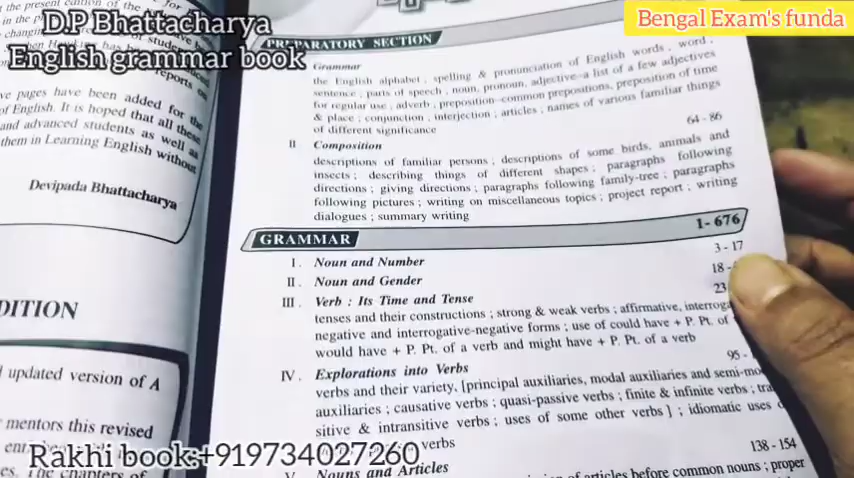 Bengal Exam's funda
D.P Bhattacharya
English grammar book
the present edition of the
in the
changin
reports on
ve pages have been added for the
of English. It is hoped that all these
and advanced students as well as
them in Learning English without
Devipada Bhattacharya
DITION
updated version of A
mentors this revised
The chapters of
PREPARATORY SECTION
Grammar
the English alphabet , spelling & pronunciation of English words , word ,
sentence ; parts of speech , noun, pronoun, adjective–a list of a few adjectives
for regular use , adverb , preposition–common prepositions, preposition of time
& place ; conjunction , interjection ; articles ; names of various familiar things
of different significance
64 - 86
II Composition
descriptions of familiar persons ; descriptions of some birds, animals and
insects ; describing things of different shapes ; paragraphs following
directions ; giving directions ; paragraphs following family-tree ; paragraphs
following pictures ; writing on miscellaneous topics ; project report ; writing
dialogues ; summary writing
GRAMMAR 1- 676
I. Noun and Number 3 - 17
II. Noun and Gender 18 -
III. Verb : Its Time and Tense 23
tenses and their constructions ; strong & weak verbs ; affirmative, interroga
negative and interrogative-negative forms ; use of could have + P. Pt. of
would have + P. Pt. of a verb and might have + P. Pt. of a verb
IV. Explorations into Verbs 95 -
verbs and their variety, [principal auxiliaries, modal auxiliaries and semi-mo
auxiliaries ; causative verbs ; quasi-passive verbs ; finite & infinite verbs ; tra
sitive & intransitive verbs ; uses of some other verbs ] ; idiomatic uses
verbs
V. Nouns and Articles 138 - 154
of articles before common nouns ; proper
Rakhi book:+919734027260